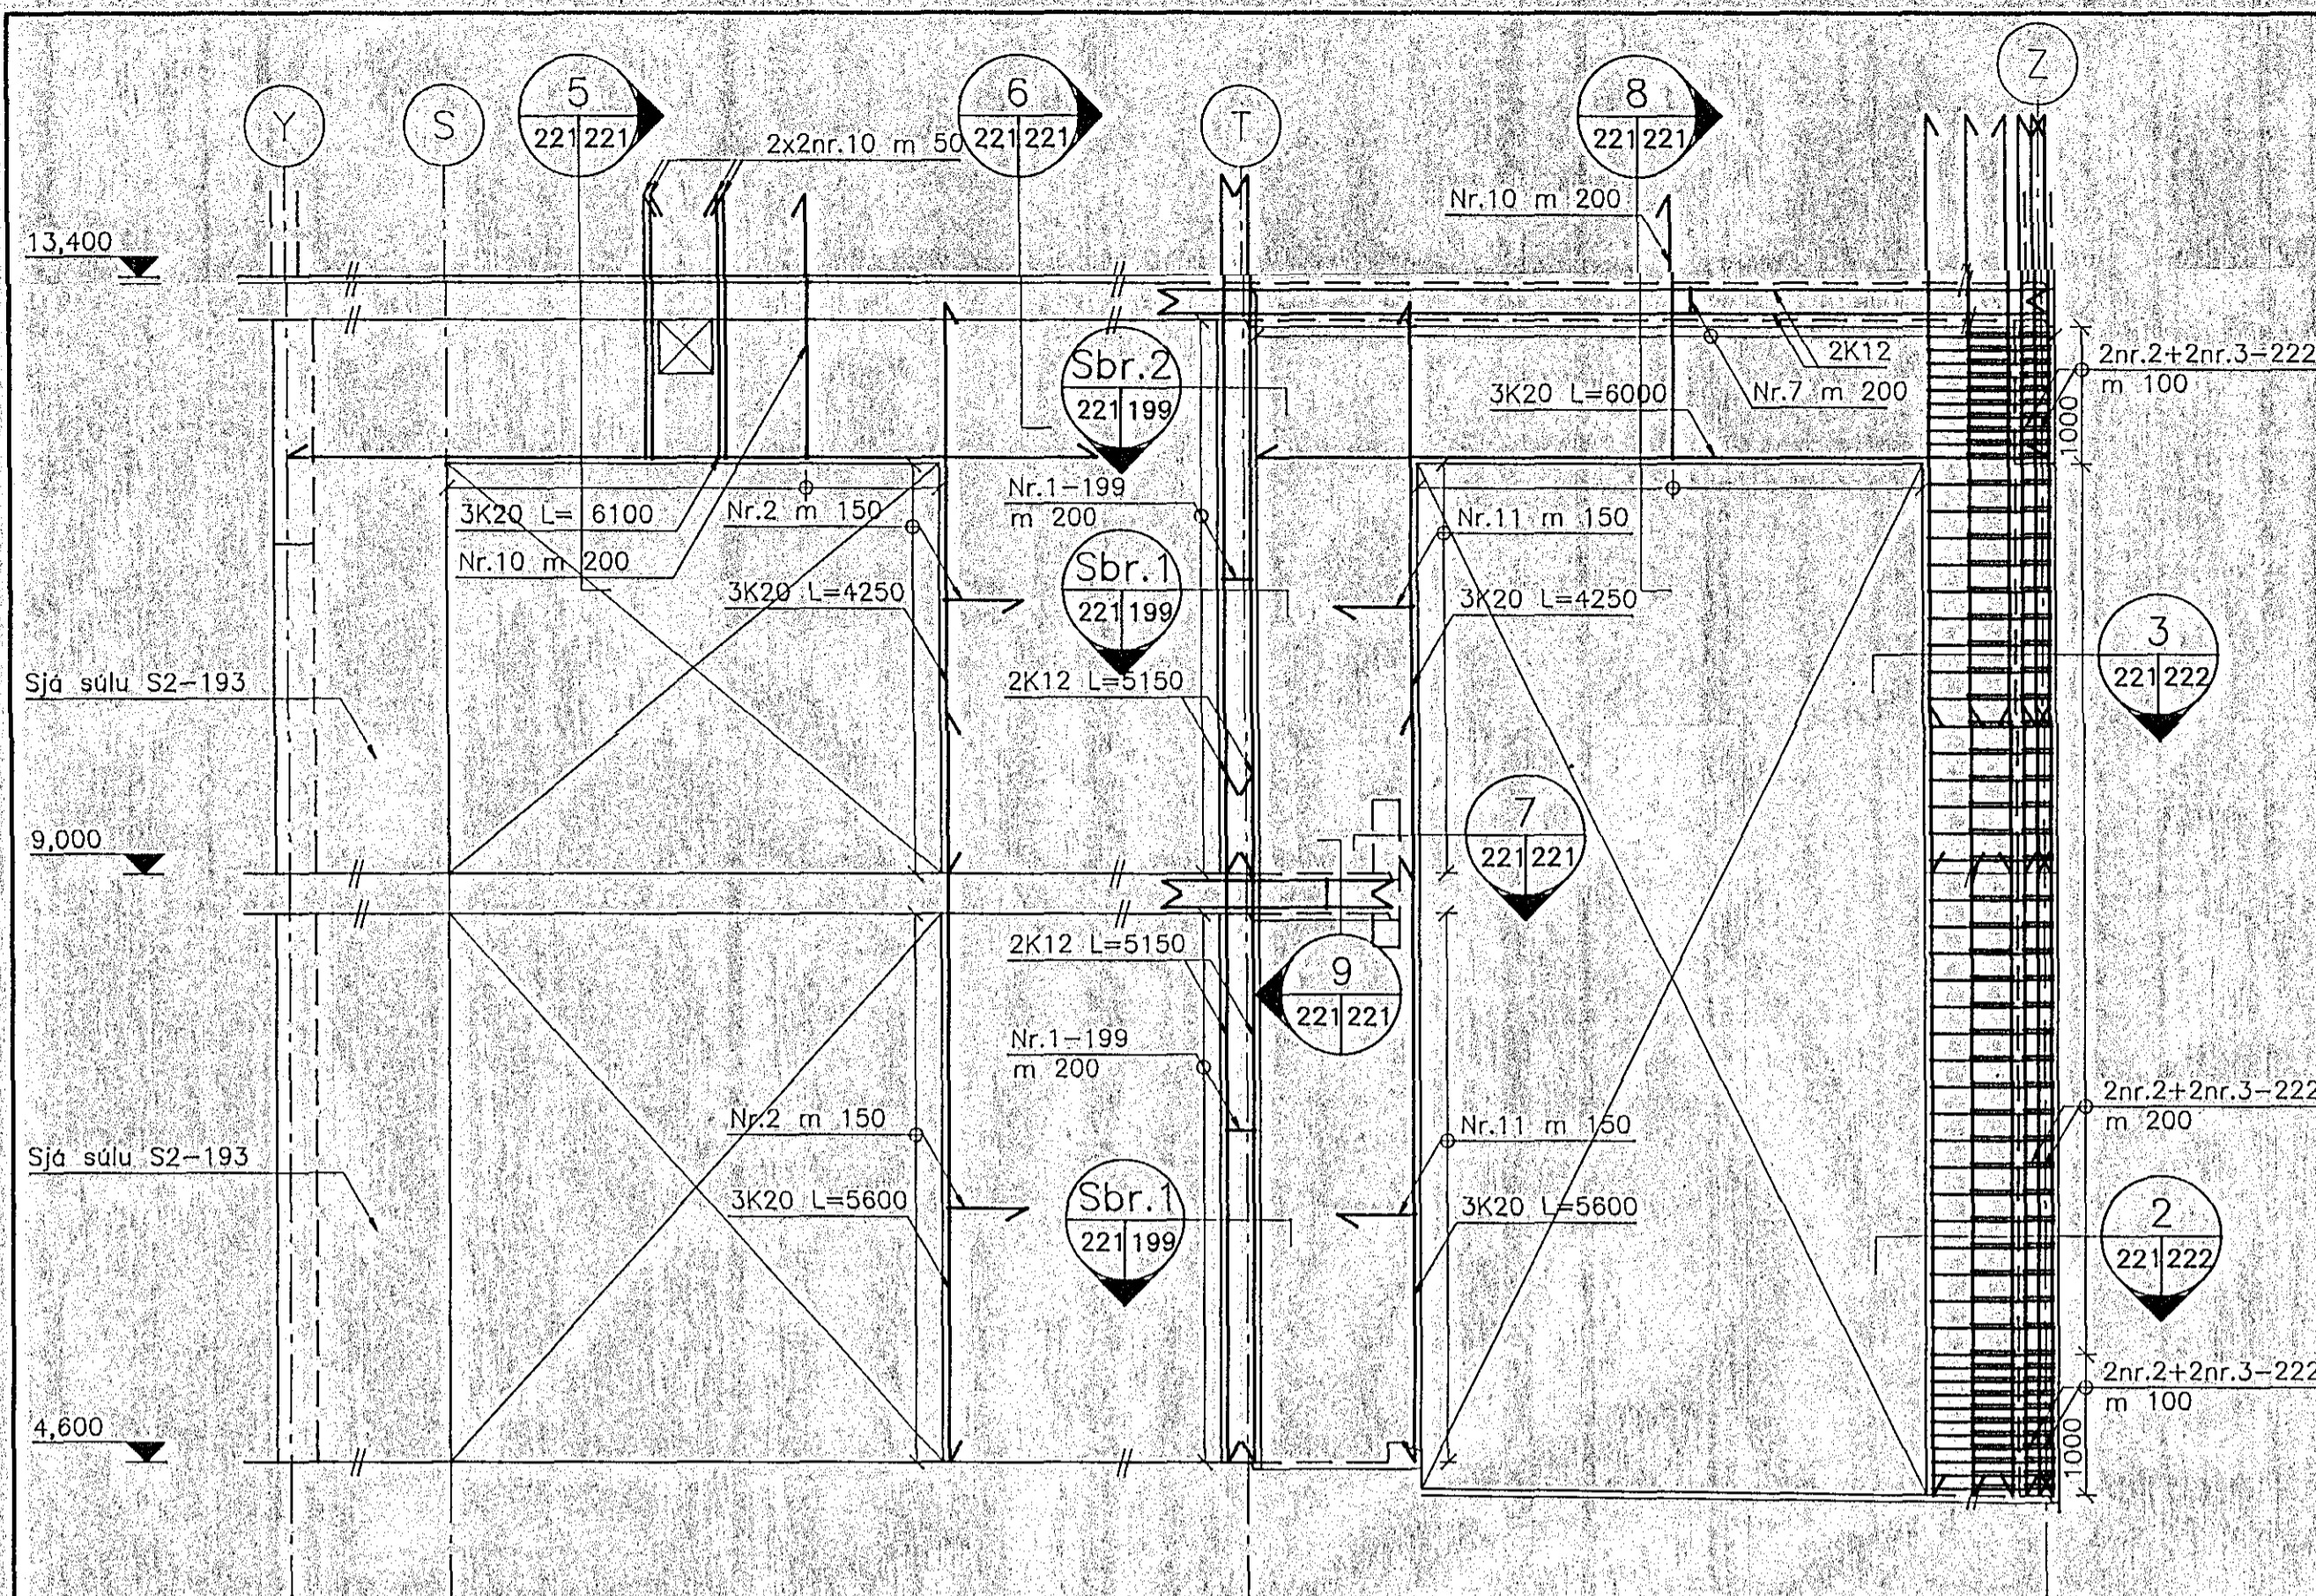 Y
S
5
221 221
6
221 221
T
8
221 221
Z
2x2nr.10 m 50
Nr.10 m 200
13,400
Sbr.2
221 199
2K12
3K20 L=6000
Nr.7 m 200
2nr.2+2nr.3-222
m 100
1000
3K20 L= 6100
Nr.2 m 150
Nr.1-199
m 200
Nr.11 m 150
Nr.10 m 200
Sbr.1
221 199
3K20 L=4250
3K20 L=4250
3
221 222
Sjá súlu S2-193
2K12 L=5150
7
221 221
9,000
2K12 L=5150
9
221 221
Nr.1-199
m 200
Nr.2 m 150
Nr.11 m 150
2nr.2+2nr.3-222
m 200
Sjá súlu S2-193
3K20 L=5600
Sbr.1
221 199
3K20 L=5600
2
221 222
2nr.2+2nr.3-222
m 100
4,600
1000